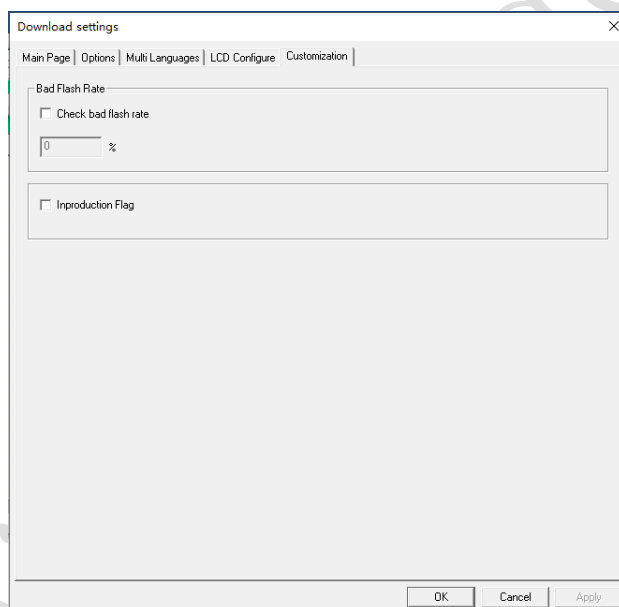 Download settings
Main Page Options Multi Languages LCD Configure Customization
Bad Flash Rate
Check bad flash rate
0 %
Inproduction Flag
OK Cancel Apply